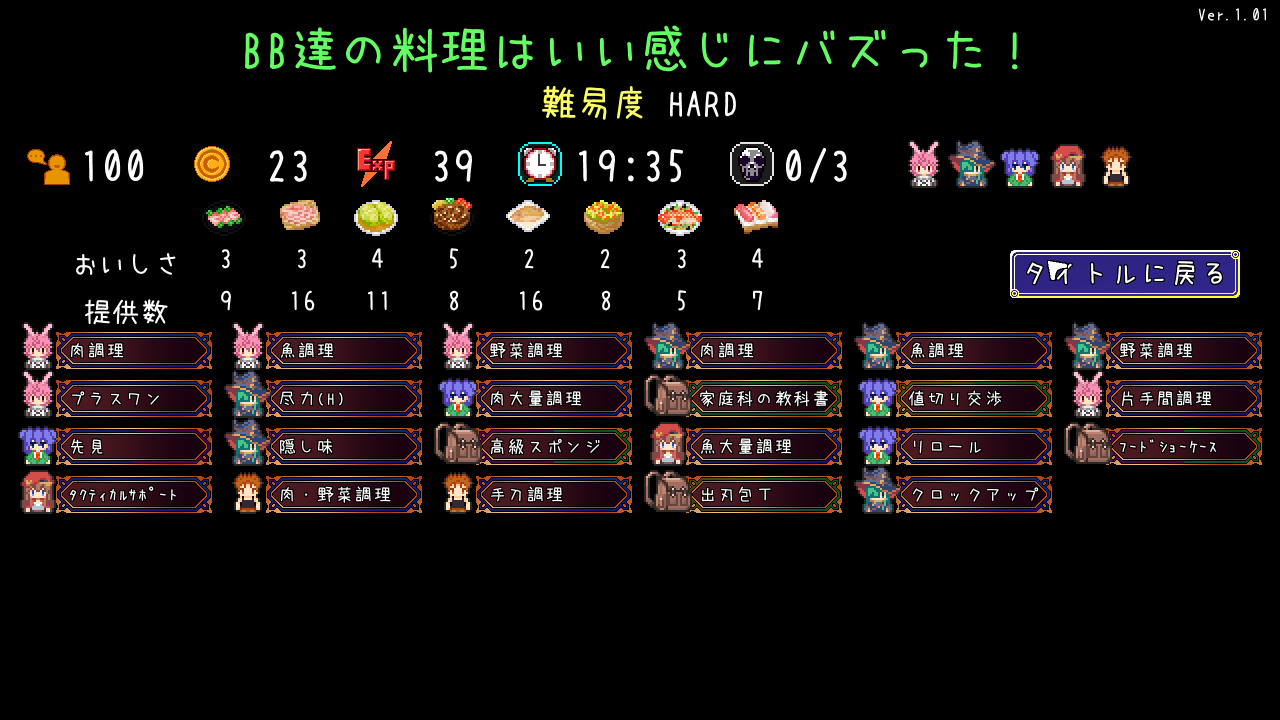 Ver.1.01
BB達の料理はいい感じにバズった！
難易度 HARD
100 23 Exp 39 19:35 0/3
おいしさ 3 3 4 5 2 2 3 4
タイトルに戻る
提供数 9 16 11 8 16 8 5 7
肉調理 魚調理 野菜調理 肉調理 魚調理 野菜調理
プラスワン 尽力(H) 肉大量調理 家庭科の教科書 値切り交渉 片手間調理
先見 隠し味 高級スポンジ 魚大量調理 リロール ﾌｰﾄﾞｼｮｰｹｰｽ
ﾀｸﾃｨｶﾙｻﾎﾟｰﾄ 肉・野菜調理 手刀調理 出刃包丁 クロックアップ